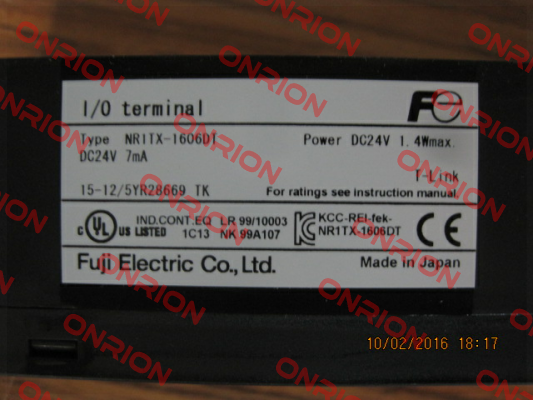 I/O terminal
Fe
Type NR1TX-1606DT Power DC24V 1.4Wmax.
DC24V 7mA
T-Link
15-12/5YR28669 TK For ratings see instruction manual
IND.CONT.EQ LR 99/10003 KCC-REI-fek-
c UL US LISTED 1C13 NK 99A107 NR1TX-1606DT CE
Fuji Electric Co., Ltd. Made in Japan
10/02/2016 18:17
ONRION